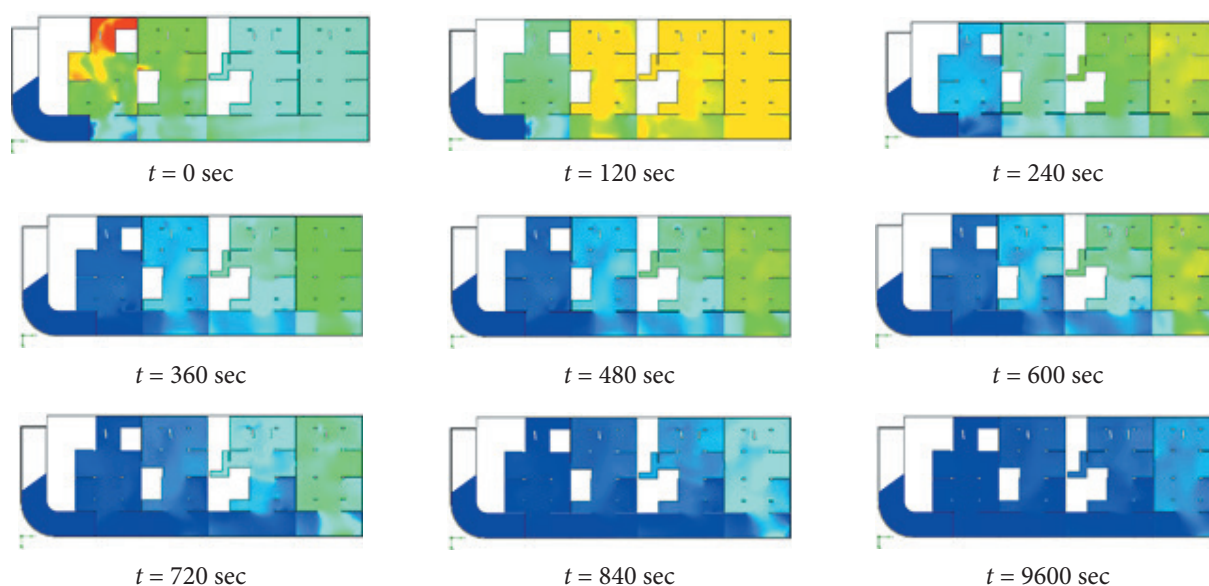 t = 0 sec
t = 120 sec
t = 240 sec
t = 360 sec
t = 480 sec
t = 600 sec
t = 720 sec
t = 840 sec
t = 9600 sec